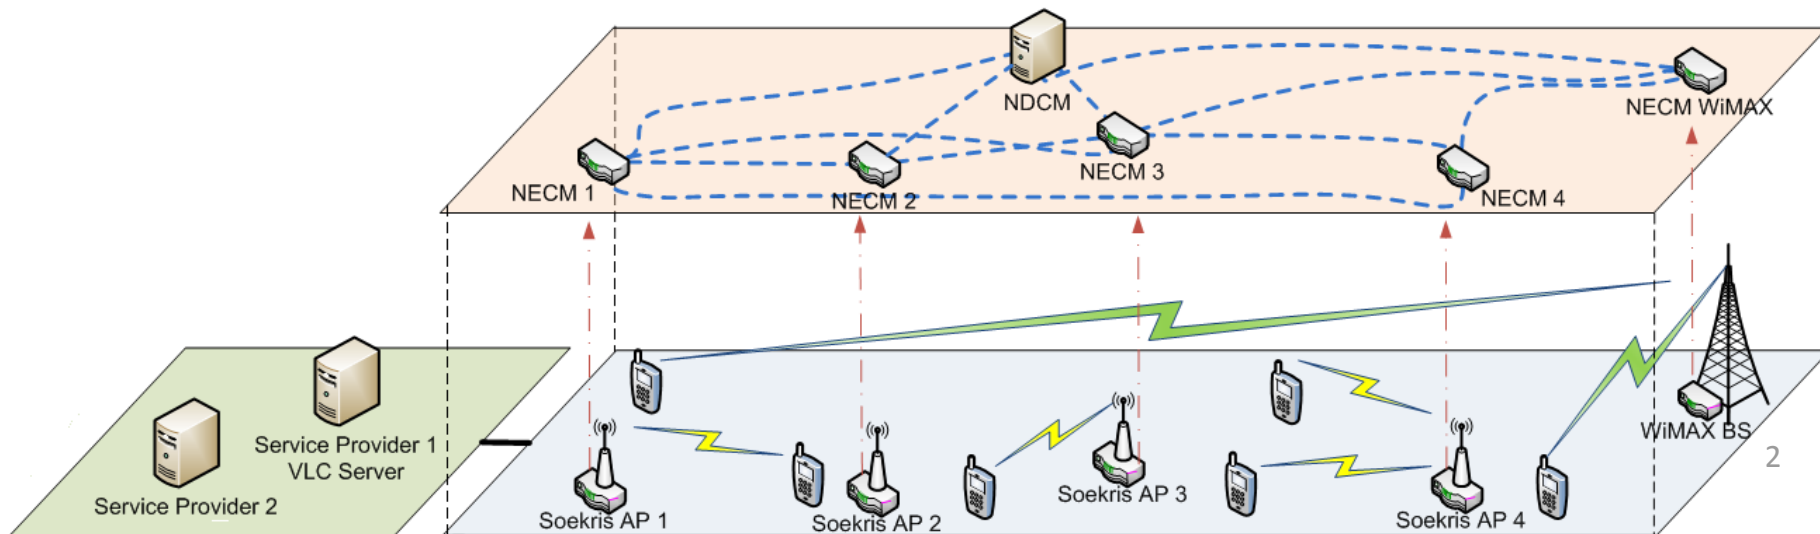 NDCM
NECM WiMAX
NECM 1
NECM 2
NECM 3
NECM 4
Service Provider 1
VLC Server
Service Provider 2
Soekris AP 1
Soekris AP 2
Soekris AP 3
Soekris AP 4
WiMAX BS
2